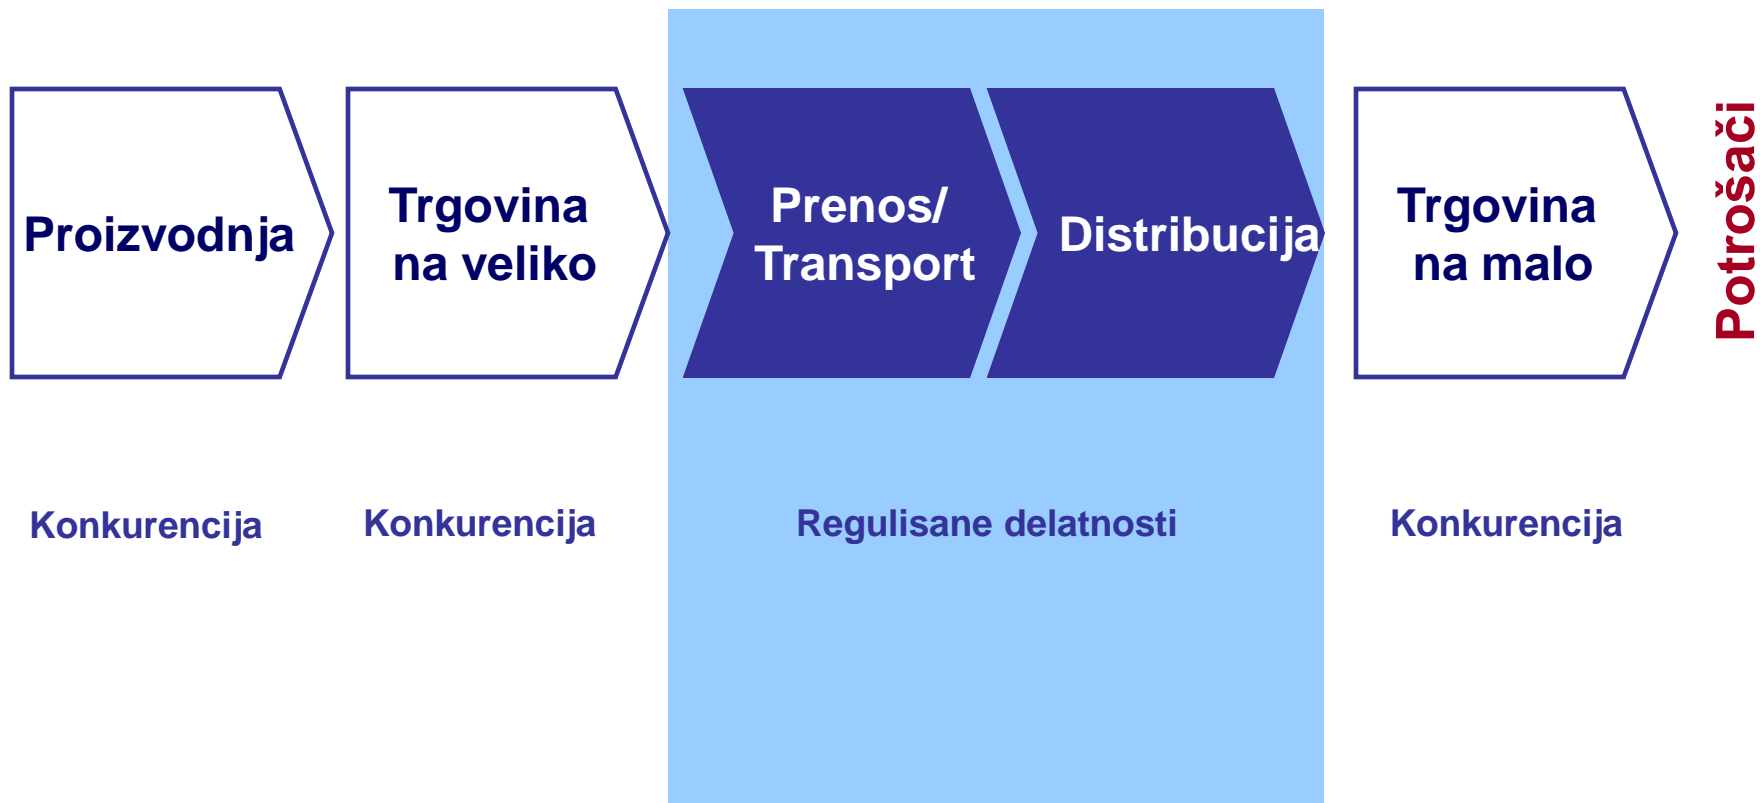 Proizvodnja
Trgovina
na veliko
Prenos/
Transport
Distribucija
Trgovina
na malo
Potrošači
Konkurencija
Konkurencija
Regulisane delatnosti
Konkurencija